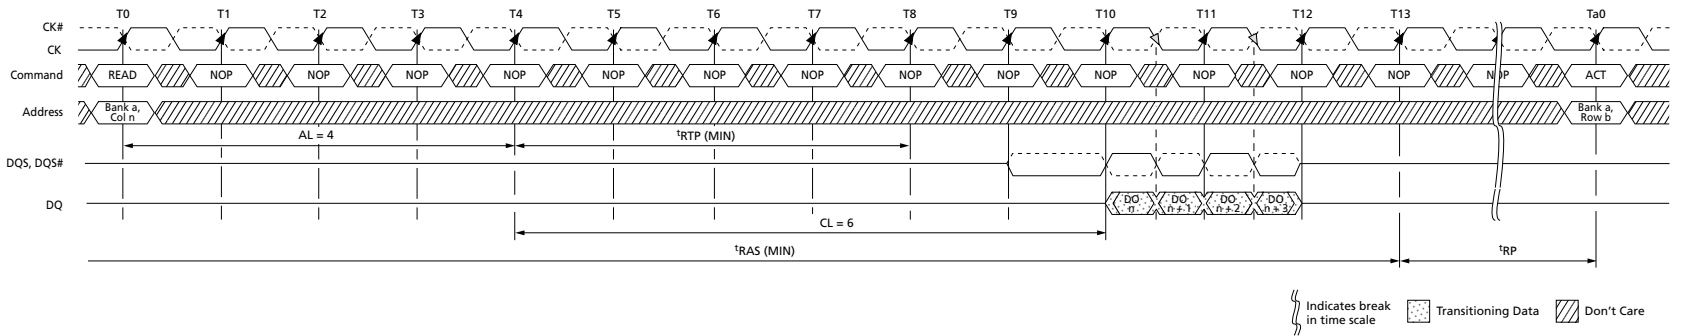 T0 T1 T2 T3 T4 T5 T6 T7 T8 T9 T10 T11 T12 T13 Ta0
CK#
CK
Command READ NOP NOP NOP NOP NOP NOP NOP NOP NOP NOP NOP NOP NOP NOP ACT
Address Bank a, Col n Bank a, Row b
AL = 4 tRTP (MIN)
DQS, DQS#
DQ DO n DO n + 1 DO n + 2 DO n + 3
CL = 6
tRAS (MIN) tRP
Indicates break in time scale Transitioning Data Don't Care